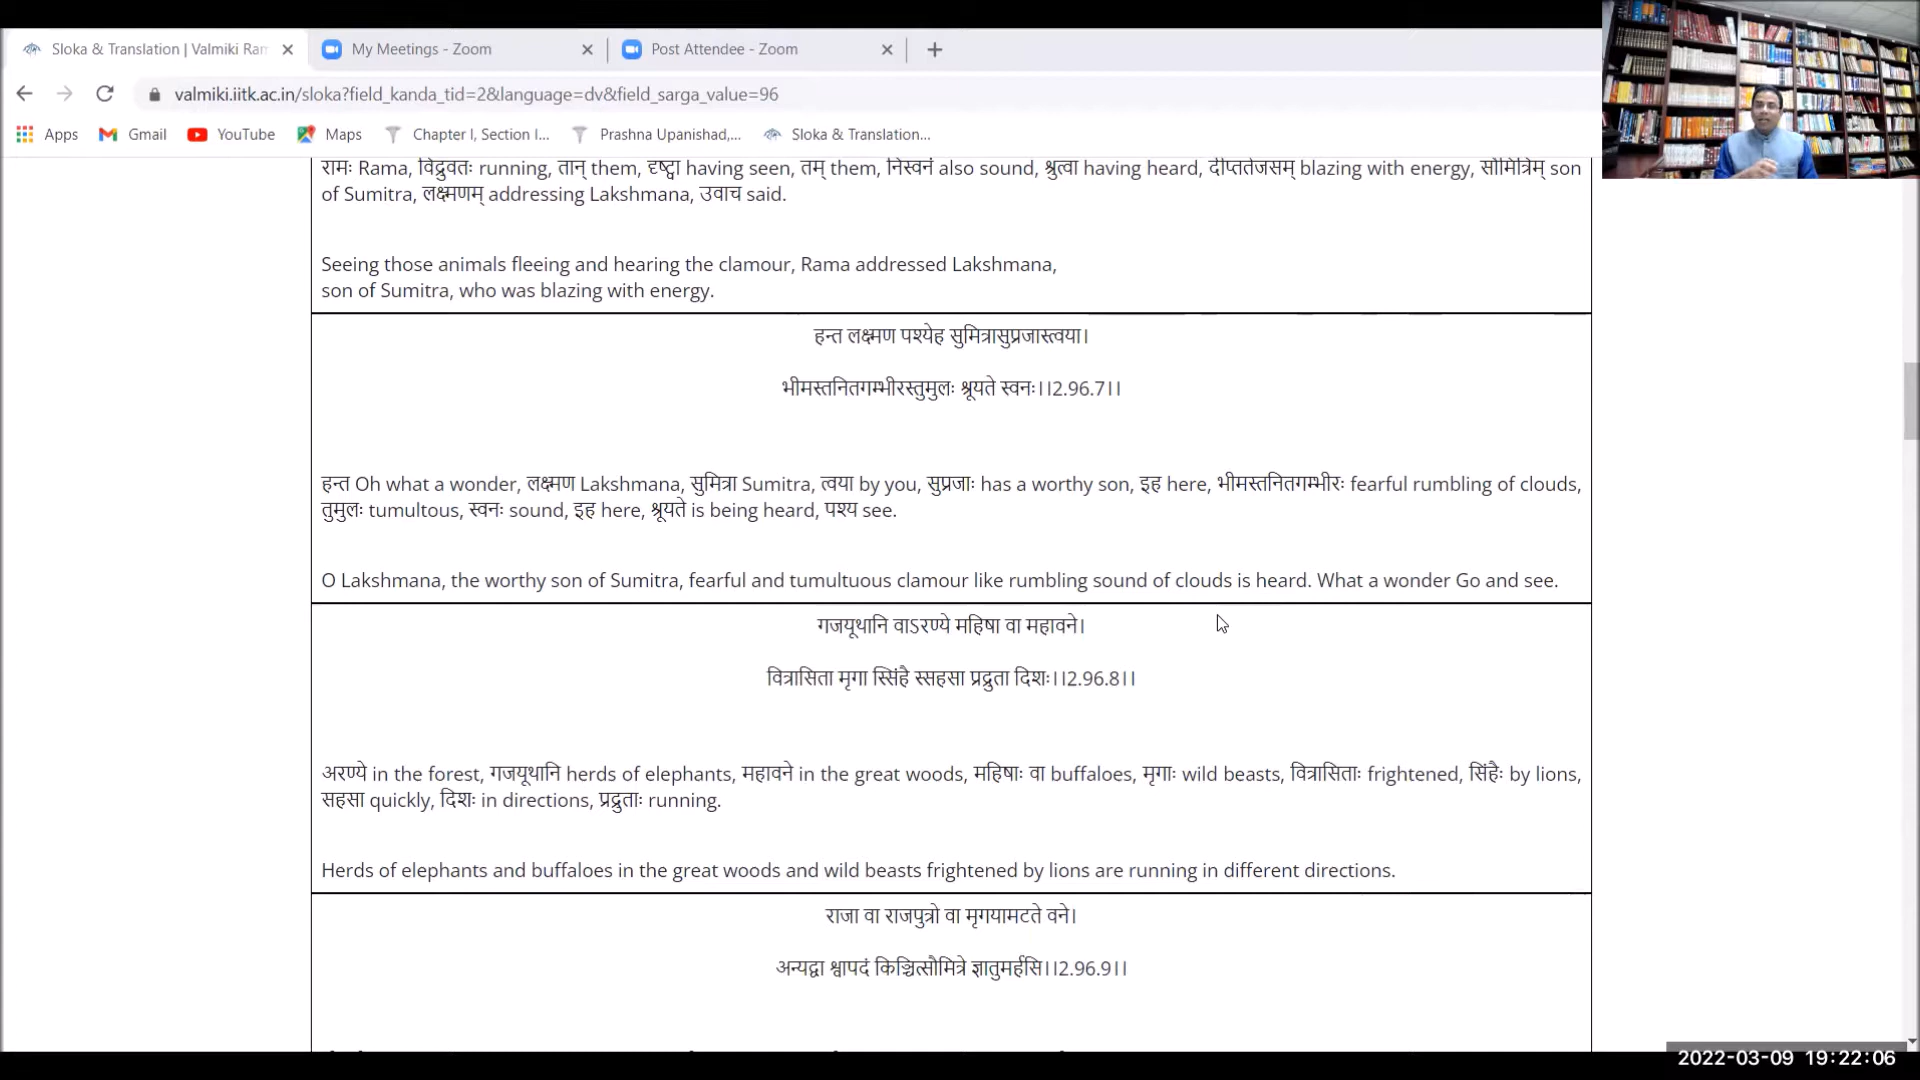 Sloka & Translation | Valmiki Ram
My Meetings - Zoom
Post Attendee - Zoom
valmiki.iitk.ac.in/sloka?field_kanda_tid=2&language=dv&field_sarga_value=96
Apps
Gmail
YouTube
Maps
Chapter I, Section I...
Prashna Upanishad,...
Sloka & Translation...
रामः Rama, विद्रुवतः running, तान् them, दृष्ट्वा having seen, तम् them, निस्वनं also sound, श्रुत्वा having heard, दीप्ततेजसम् blazing with energy, सौमित्रिम् son
of Sumitra, लक्ष्मणम् addressing Lakshmana, उवाच said.
Seeing those animals fleeing and hearing the clamour, Rama addressed Lakshmana,
son of Sumitra, who was blazing with energy.
हन्त लक्ष्मण पश्येह सुमित्रासुप्रजास्त्वया।
भीमस्तनितगम्भीरस्तुमुलः श्रूयते स्वनः।।2.96.7।।
हन्त Oh what a wonder, लक्ष्मण Lakshmana, सुमित्रा Sumitra, त्वया by you, सुप्रजाः has a worthy son, इह here, भीमस्तनितगम्भीरः fearful rumbling of clouds,
तुमुलः tumultous, स्वनः sound, इह here, श्रूयते is being heard, पश्य see.
O Lakshmana, the worthy son of Sumitra, fearful and tumultuous clamour like rumbling sound of clouds is heard. What a wonder Go and see.
गजयूथानि वाऽरण्ये महिषा वा महावने।
वित्रासिता मृगा स्सिंहै स्सहसा प्रद्रुता दिशः।।2.96.8।।
अरण्ये in the forest, गजयूथानि herds of elephants, महावने in the great woods, महिषाः वा buffaloes, मृगाः wild beasts, वित्रासिताः frightened, सिंहैः by lions,
सहसा quickly, दिशः in directions, प्रद्रुताः running.
Herds of elephants and buffaloes in the great woods and wild beasts frightened by lions are running in different directions.
राजा वा राजपुत्रो वा मृगयामटते वने।
अन्यद्वा श्वापदं किञ्चित्सौमित्रे ज्ञातुमर्हसि।।2.96.9।।
2022-03-09 19:22:06